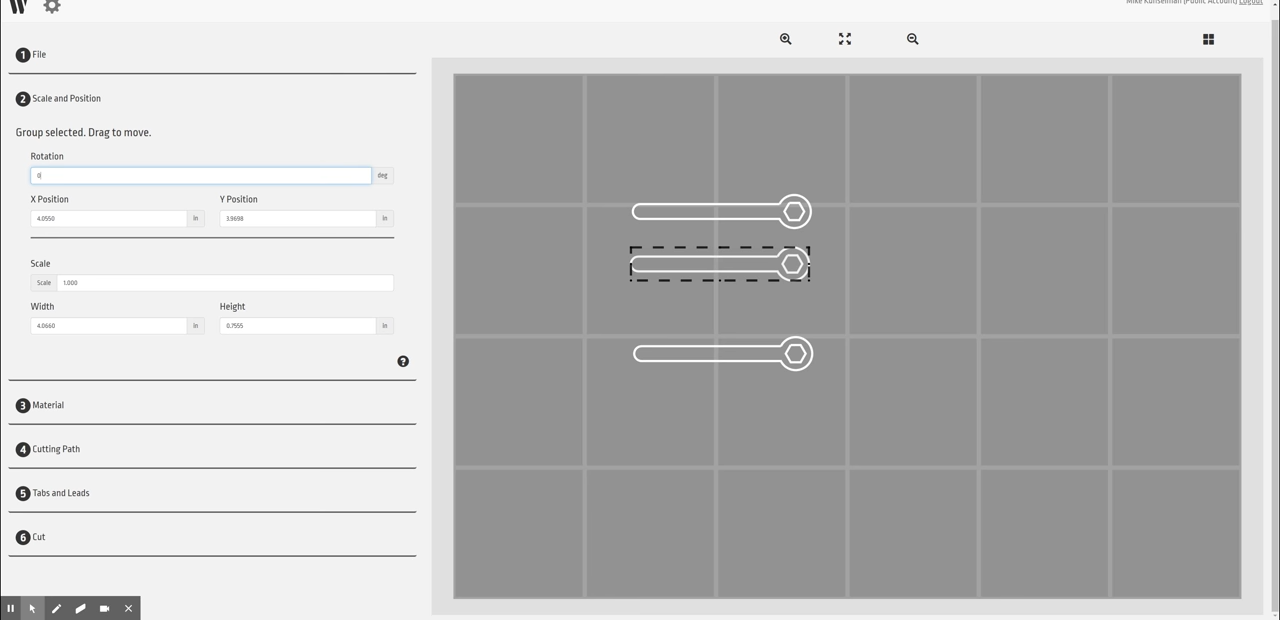 Mike Kunselman (Public Account) Logout
1 File
2 Scale and Position
Group selected. Drag to move.
Rotation
0 deg
X Position Y Position
4.0550 in 3.9698 in
Scale
Scale 1.000
Width Height
4.0660 in 0.7555 in
?
3 Material
4 Cutting Path
5 Tabs and Leads
6 Cut